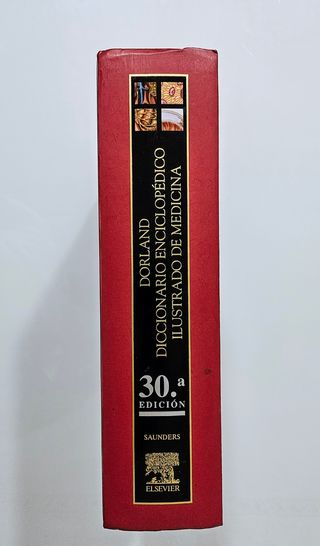 DORLAND
DICCIONARIO ENCICLOPÉDICO
ILUSTRADO DE MEDICINA
30.ª
EDICIÓN
SAUNDERS
ELSEVIER